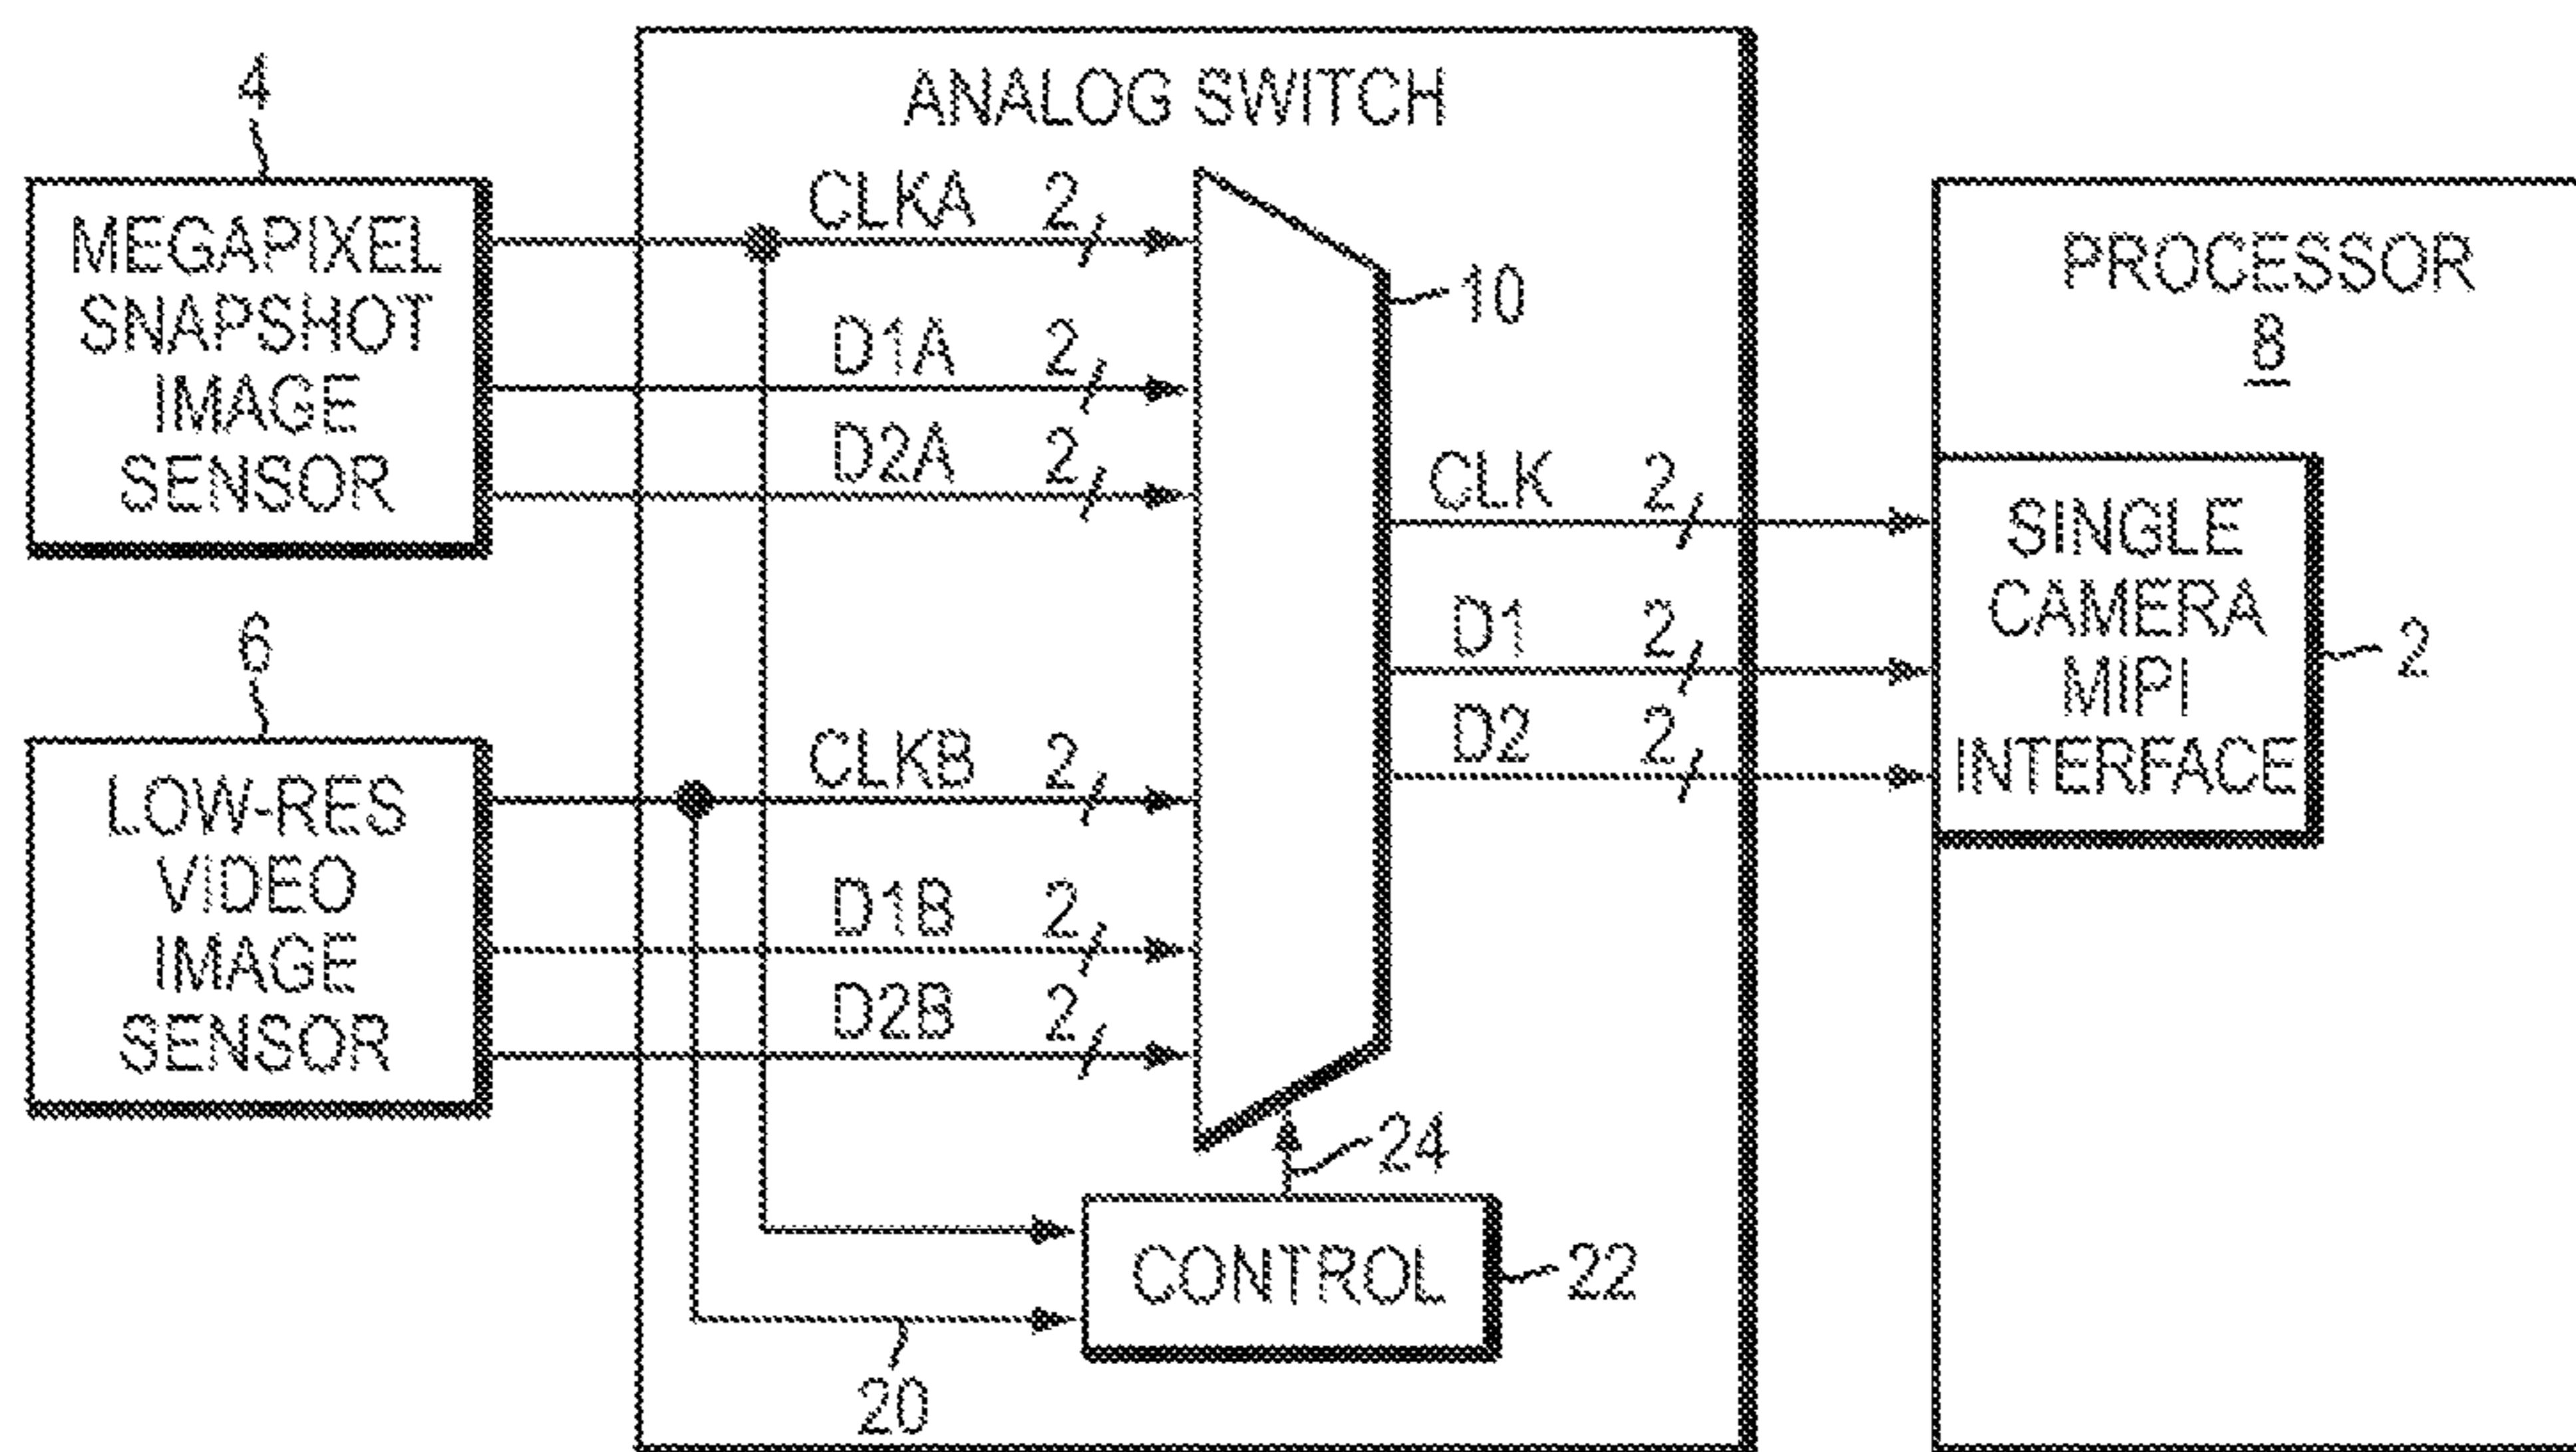 ANALOG SWITCH
4
MEGAPIXEL
SNAPSHOT
IMAGE
SENSOR
CLKA 2
D1A 2
D2A 2
10
PROCESSOR
8
CLK 2
D1 2
D2 2
SINGLE
CAMERA
MIPI
INTERFACE
2
6
LOW-RES
VIDEO
IMAGE
SENSOR
CLKB 2
D1B 2
D2B 2
24
CONTROL
22
20